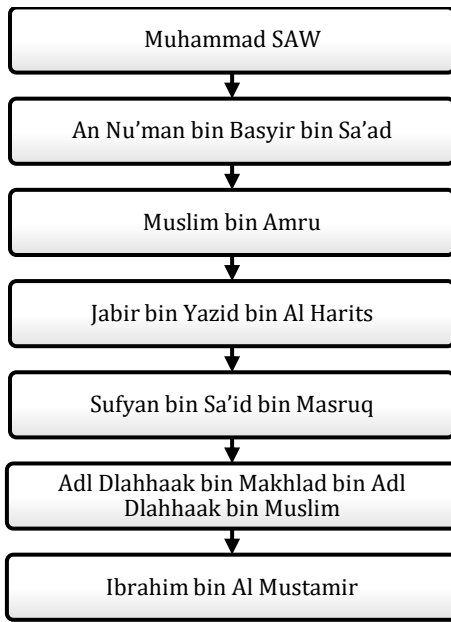 Muhammad SAW
An Nu’man bin Basyir bin Sa’ad
Muslim bin Amru
Jabir bin Yazid bin Al Harits
Sufyan bin Sa’id bin Masruq
Adl Dlahhaak bin Makhlad bin Adl
Dlahhaak bin Muslim
Ibrahim bin Al Mustamir